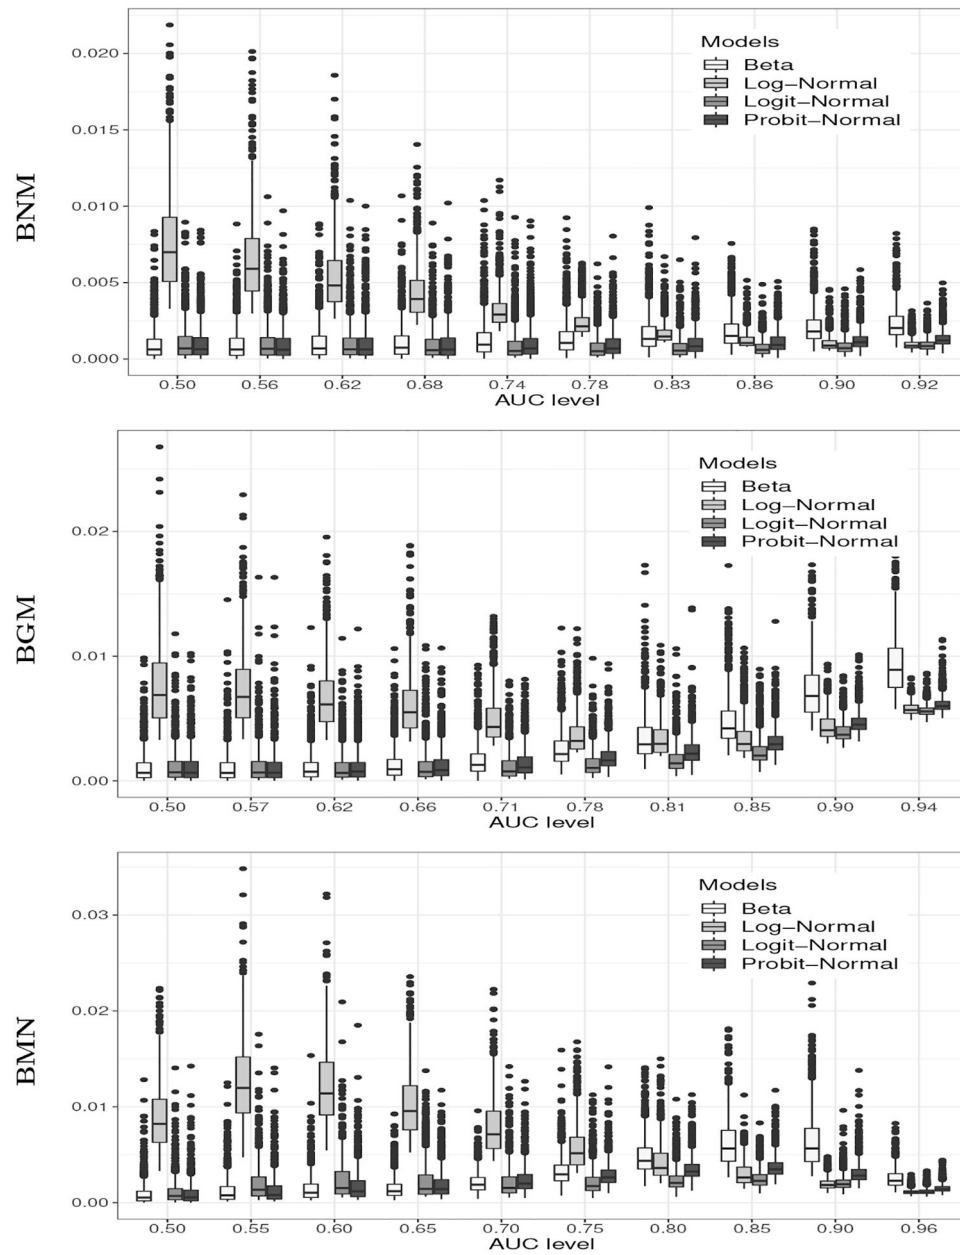 BNM
0.020
0.015
0.010
0.005
0.000
Models
Beta
Log−Normal
Logit−Normal
Probit−Normal
0.50 0.56 0.62 0.68 0.74 0.78 0.83 0.86 0.90 0.92
AUC level
BGM
0.02
0.01
0.00
Models
Beta
Log−Normal
Logit−Normal
Probit−Normal
0.50 0.57 0.62 0.66 0.71 0.78 0.81 0.85 0.90 0.94
AUC level
BMN
0.03
0.02
0.01
0.00
Models
Beta
Log−Normal
Logit−Normal
Probit−Normal
0.50 0.55 0.60 0.65 0.70 0.75 0.80 0.85 0.90 0.96
AUC level